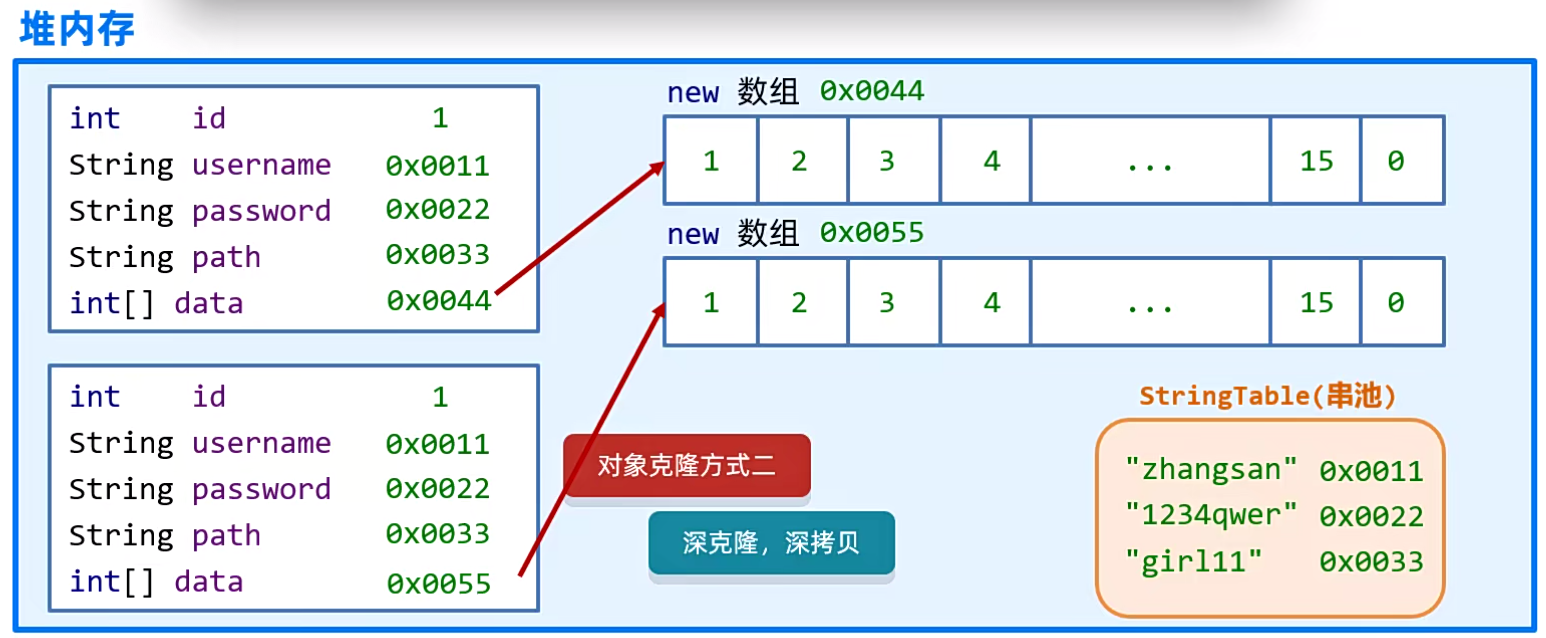 堆内存
int id 1
String username 0x0011
String password 0x0022
String path 0x0033
int[] data 0x0044
new 数组 0x0044
1 2 3 4 ... 15 0
new 数组 0x0055
1 2 3 4 ... 15 0
int id 1
String username 0x0011
String password 0x0022
String path 0x0033
int[] data 0x0055
对象克隆方式二
深克隆，深拷贝
StringTable(串池)
"zhangsan" 0x0011
"1234qwer" 0x0022
"girl11" 0x0033